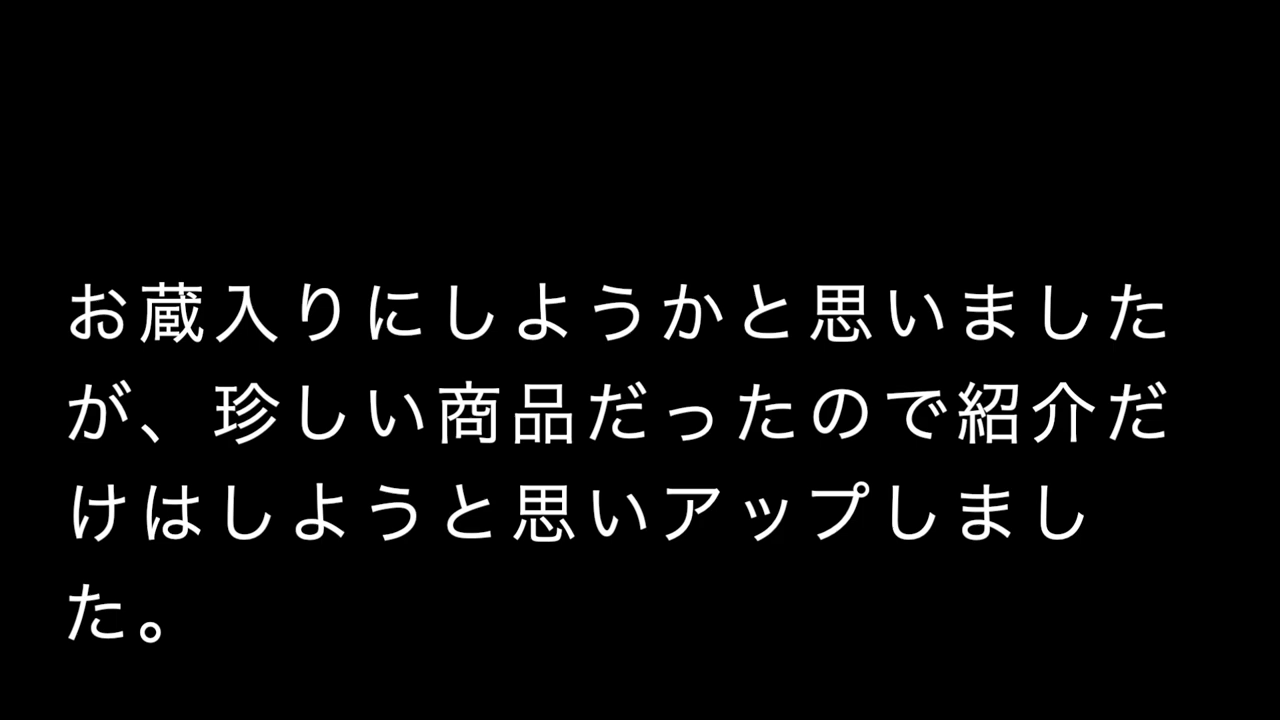 お蔵入りにしようかと思いました
が、珍しい商品だったので紹介だ
けはしようと思いアップしまし
た。